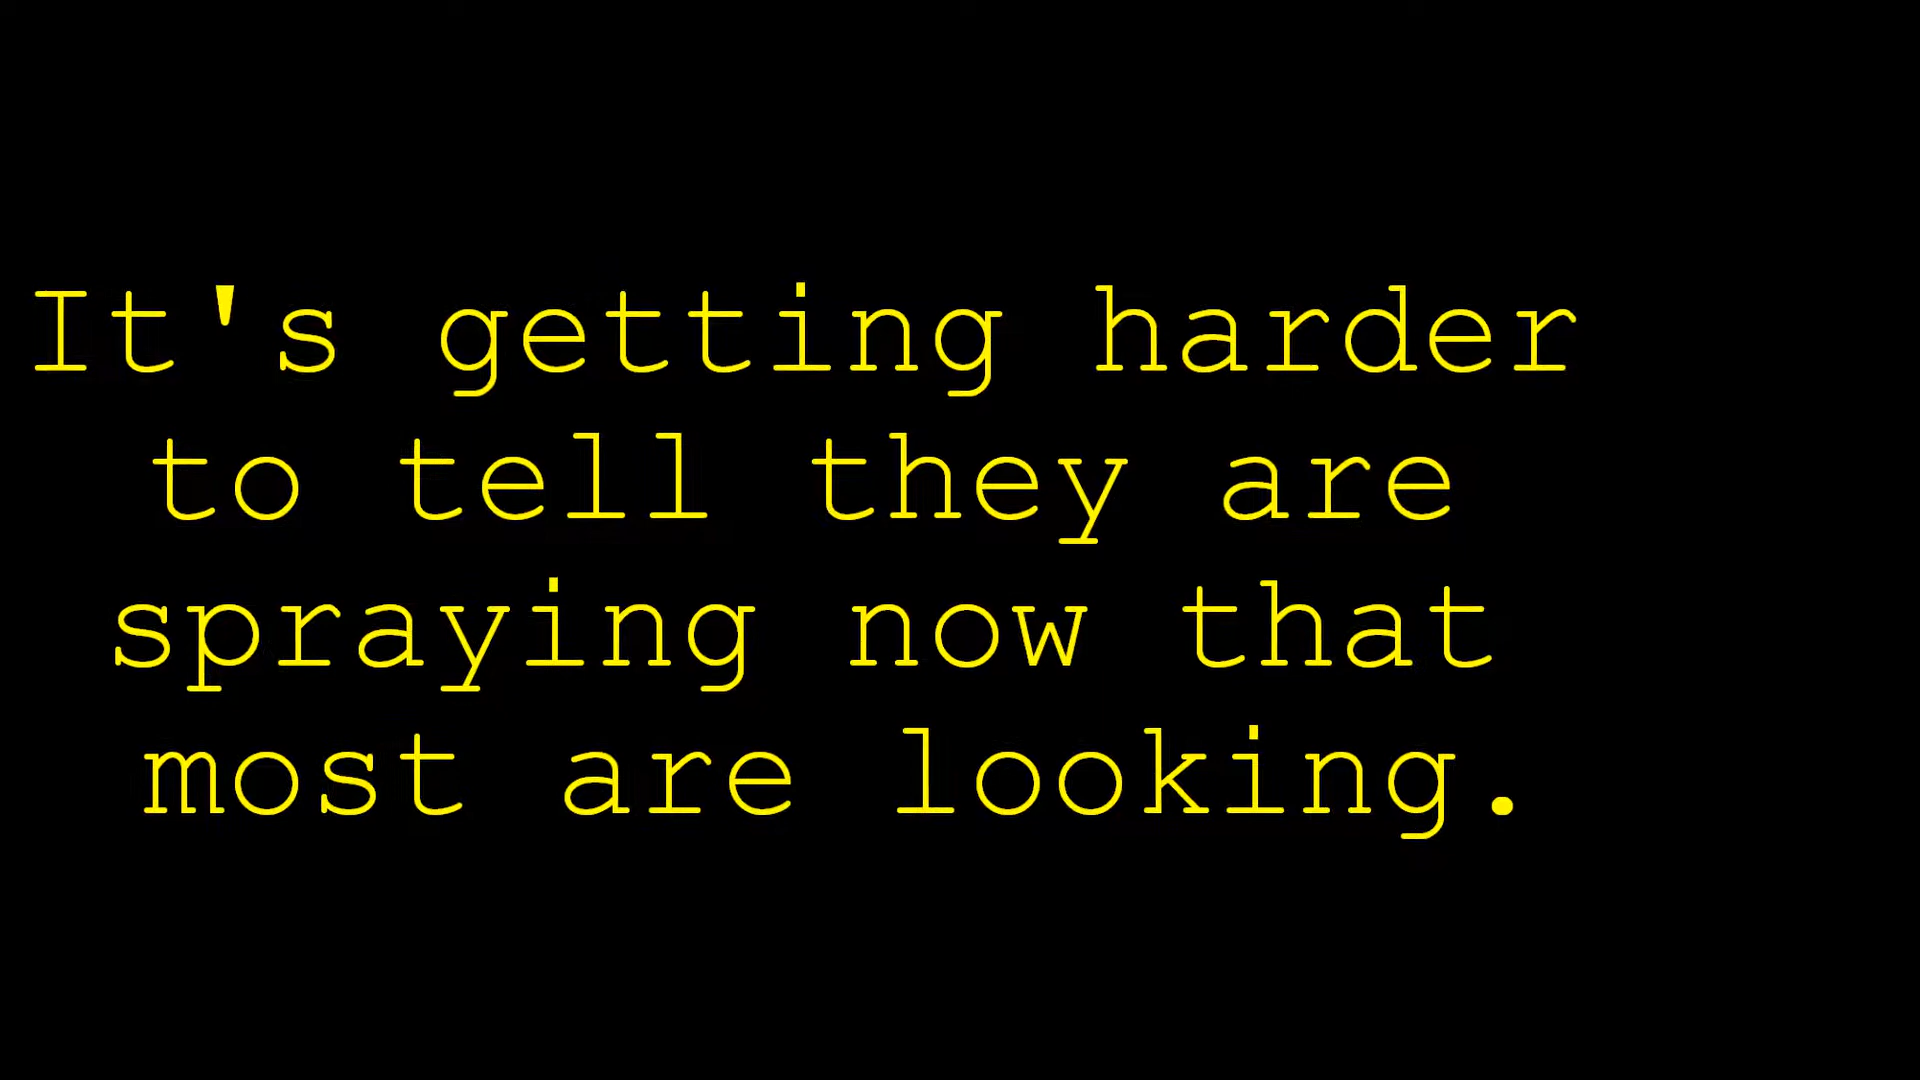 It's getting harder
to tell they are
spraying now that
most are looking.